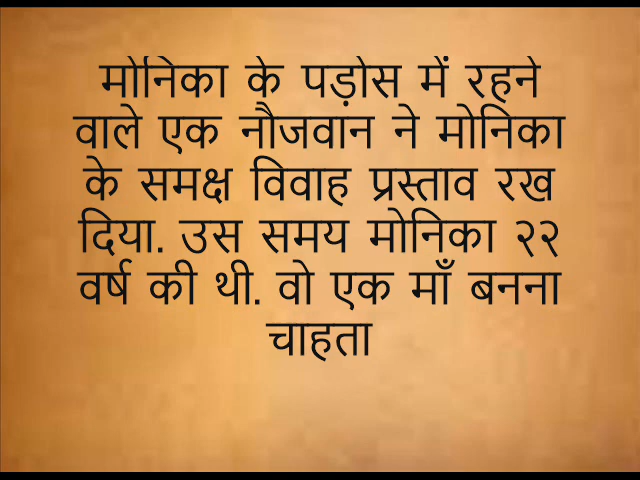 मोनिका के पड़ोस में रहने
वाले एक नौजवान ने मोनिका
के समक्ष विवाह प्रस्ताव रख
दिया. उस समय मोनिका २२
वर्ष की थी. वो एक माँ बनना
चाहता